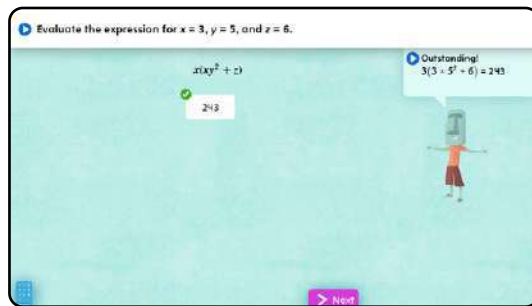 Evaluate the expression for x = 3, y = 5, and z = 6.
x(xy² + z)
243
Outstanding!
3(3 · 5² + 6) = 243
Next